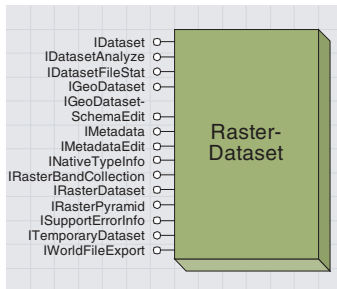 IDataset
IDatasetAnalyze
IDatasetFileStat
IGeoDataset
IGeoDataset-
SchemaEdit
IMetadata
IMetadataEdit
INativeTypeInfo
IRasterBandCollection
IRasterDataset
IRasterPyramid
ISupportErrorInfo
ITemporaryDataset
IWorldFileExport
Raster-
Dataset